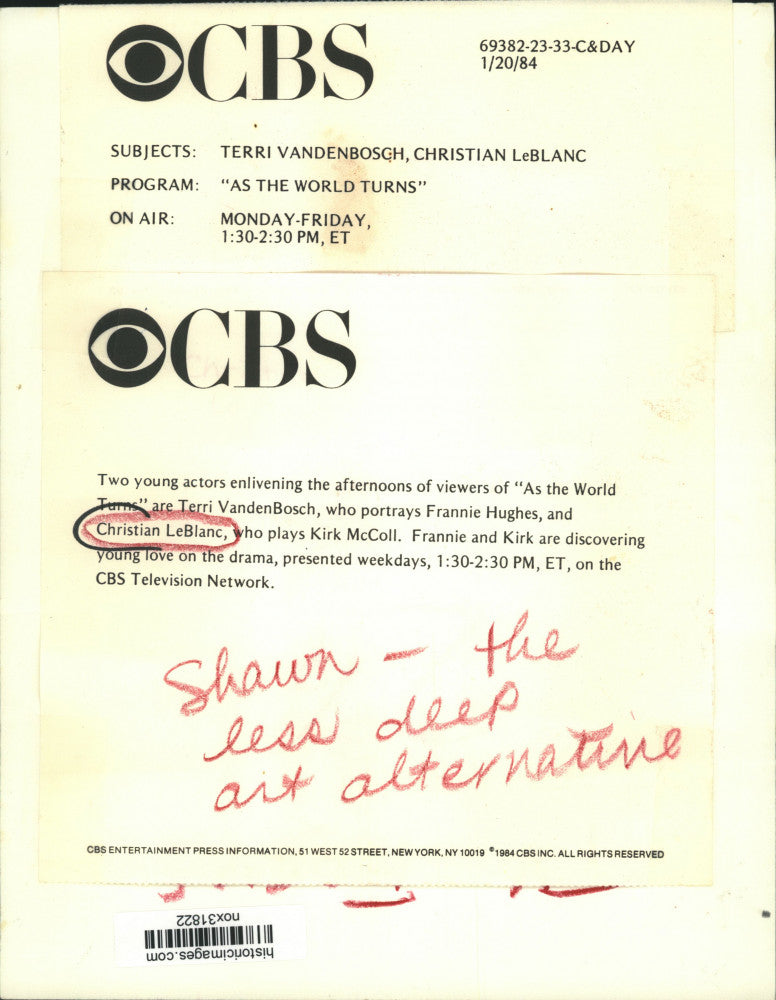 CBS
69382-23-33-C&DAY
1/20/84
SUBJECTS: TERRI VANDENBOSCH, CHRISTIAN LeBLANC
PROGRAM: "AS THE WORLD TURNS"
ON AIR: MONDAY-FRIDAY,
1:30-2:30 PM, ET
CBS
Two young actors enlivening the afternoons of viewers of "As the World
Turns" are Terri VandenBosch, who portrays Frannie Hughes, and
Christian LeBlanc, who plays Kirk McColl. Frannie and Kirk are discovering
young love on the drama, presented weekdays, 1:30-2:30 PM, ET, on the
CBS Television Network.
Shawn - the
less deep
art alternative
CBS ENTERTAINMENT PRESS INFORMATION, 51 WEST 52 STREET, NEW YORK, NY 10019 ©1984 CBS INC. ALL RIGHTS RESERVED
nox31822
historicimages.com